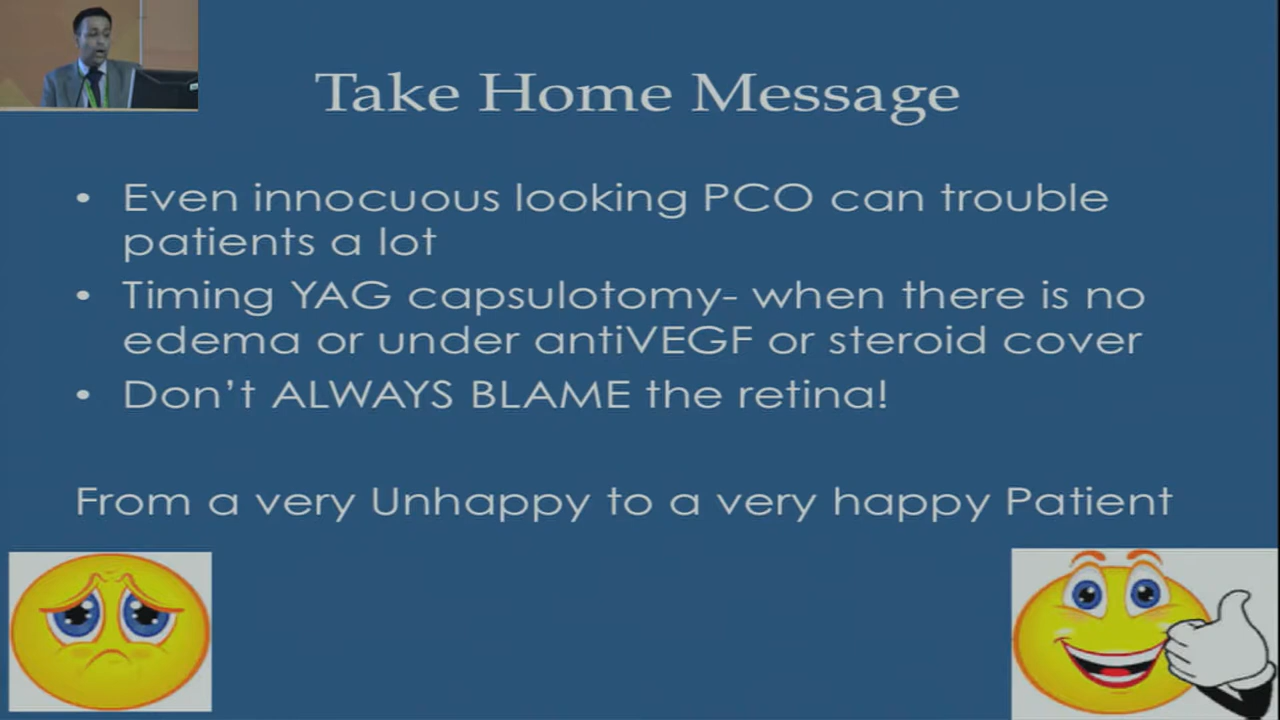 Take Home Message
• Even innocuous looking PCO can trouble
patients a lot
• Timing YAG capsulotomy- when there is no
edema or under antiVEGF or steroid cover
• Don’t ALWAYS BLAME the retina!
From a very Unhappy to a very happy Patient